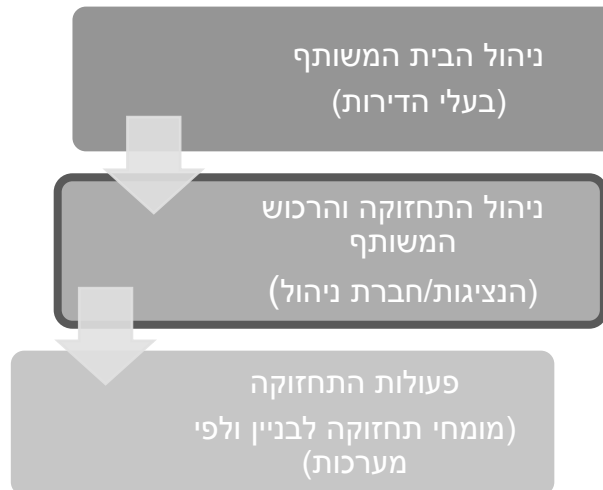 ניהול הבית המשותף
(בעלי הדירות)
ניהול התחזוקה והרכוש
המשותף
(הנציגות/חברת ניהול)
פעולות התחזוקה
(מומחי תחזוקה לבניין ולפי
מערכות)